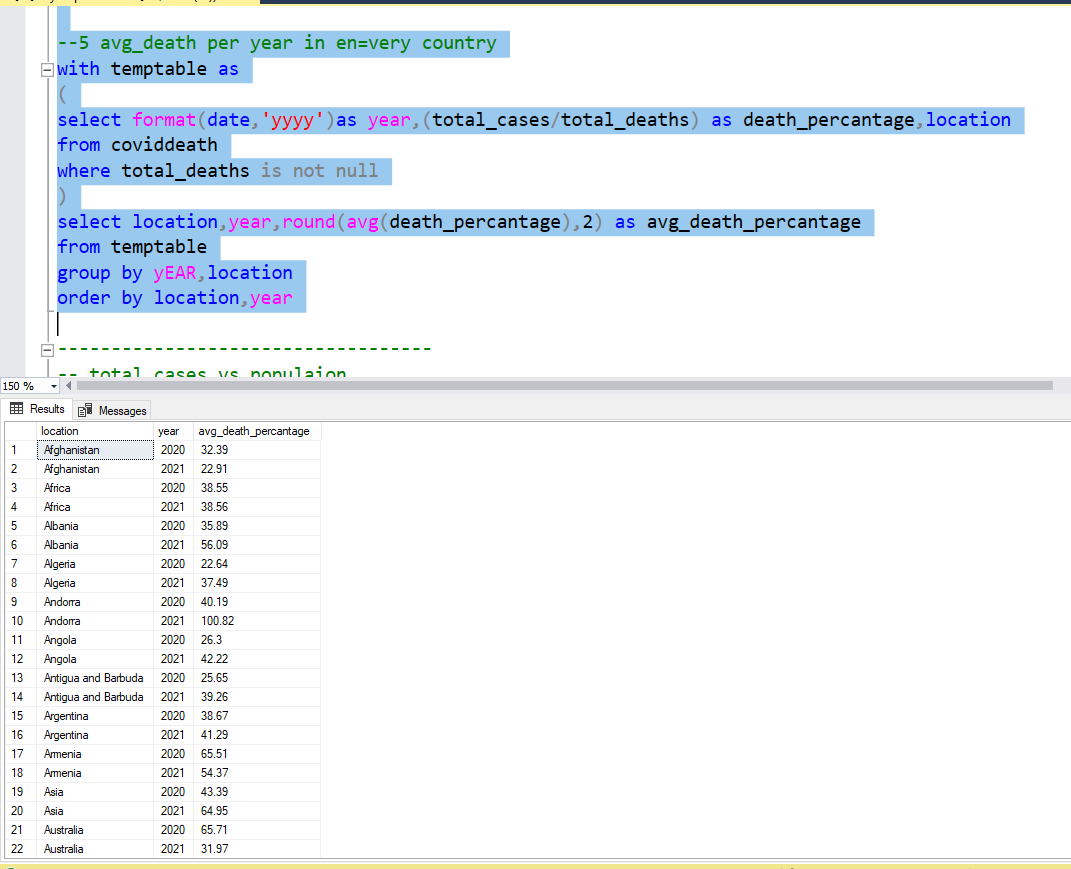 --5 avg_death per year in en=very country
with temptable as
(
select format(date,'yyyy')as year,(total_cases/total_deaths) as death_percantage,location
from coviddeath
where total_deaths is not null
)
select location,year,round(avg(death_percantage),2) as avg_death_percantage
from temptable
group by yEAR,location
order by location,year
-----------------------------------
-- total cases vs populaion
150 %
Results Messages
location year avg_death_percantage
1 Afghanistan 2020 32.39
2 Afghanistan 2021 22.91
3 Africa 2020 38.55
4 Africa 2021 38.56
5 Albania 2020 35.89
6 Albania 2021 56.09
7 Algeria 2020 22.64
8 Algeria 2021 37.49
9 Andorra 2020 40.19
10 Andorra 2021 100.82
11 Angola 2020 26.3
12 Angola 2021 42.22
13 Antigua and Barbuda 2020 25.65
14 Antigua and Barbuda 2021 39.26
15 Argentina 2020 38.67
16 Argentina 2021 41.29
17 Armenia 2020 65.51
18 Armenia 2021 54.37
19 Asia 2020 43.39
20 Asia 2021 64.95
21 Australia 2020 65.71
22 Australia 2021 31.97